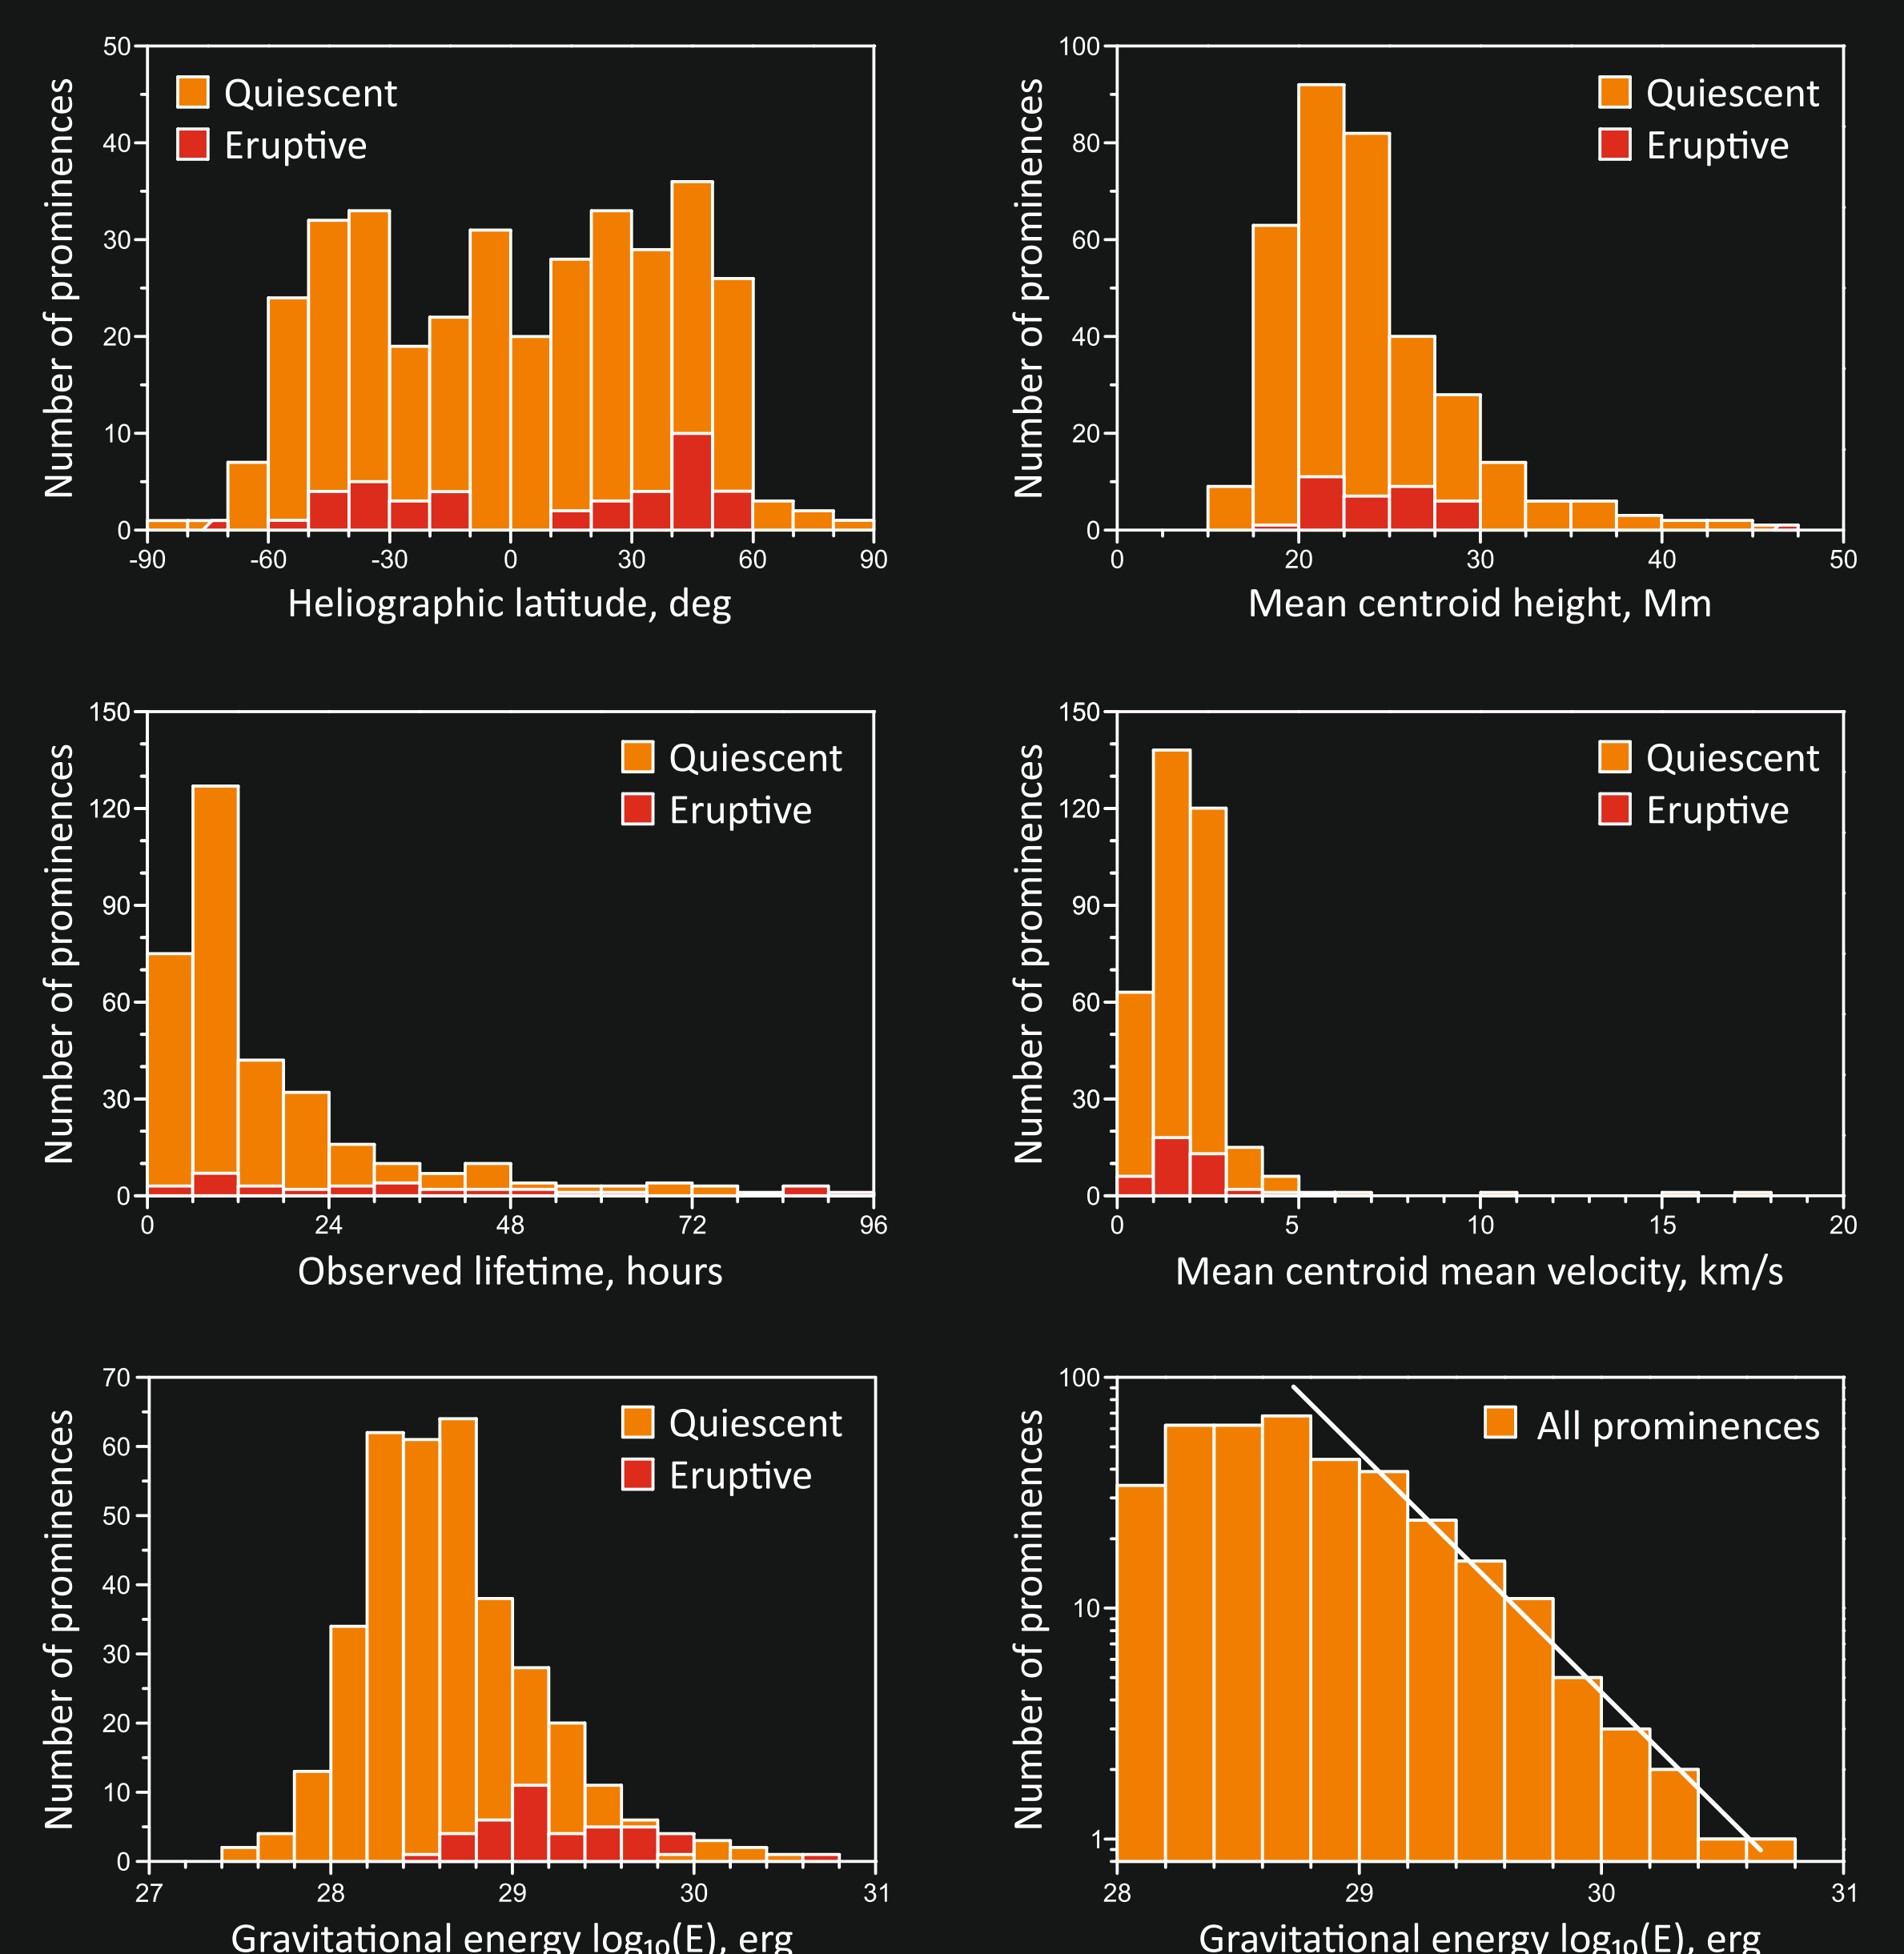 50
40
30
20
10
0
Number of prominences
Quiescent
Eruptive
-90 -60 -30 0 30 60 90
Heliographic latitude, deg
100
80
60
40
20
0
Number of prominences
Quiescent
Eruptive
0 20 30 40 50
Mean centroid height, Mm
150
120
90
60
30
0
Number of prominences
Quiescent
Eruptive
0 24 48 72 96
Observed lifetime, hours
150
120
90
60
30
0
Number of prominences
Quiescent
Eruptive
0 5 10 15 20
Mean centroid mean velocity, km/s
70
60
50
40
30
20
10
0
Number of prominences
Quiescent
Eruptive
27 28 29 30 31
Gravitational energy log₁₀(E), erg
100
10
1
Number of prominences
All prominences
28 29 30 31
Gravitational energy log₁₀(E), erg